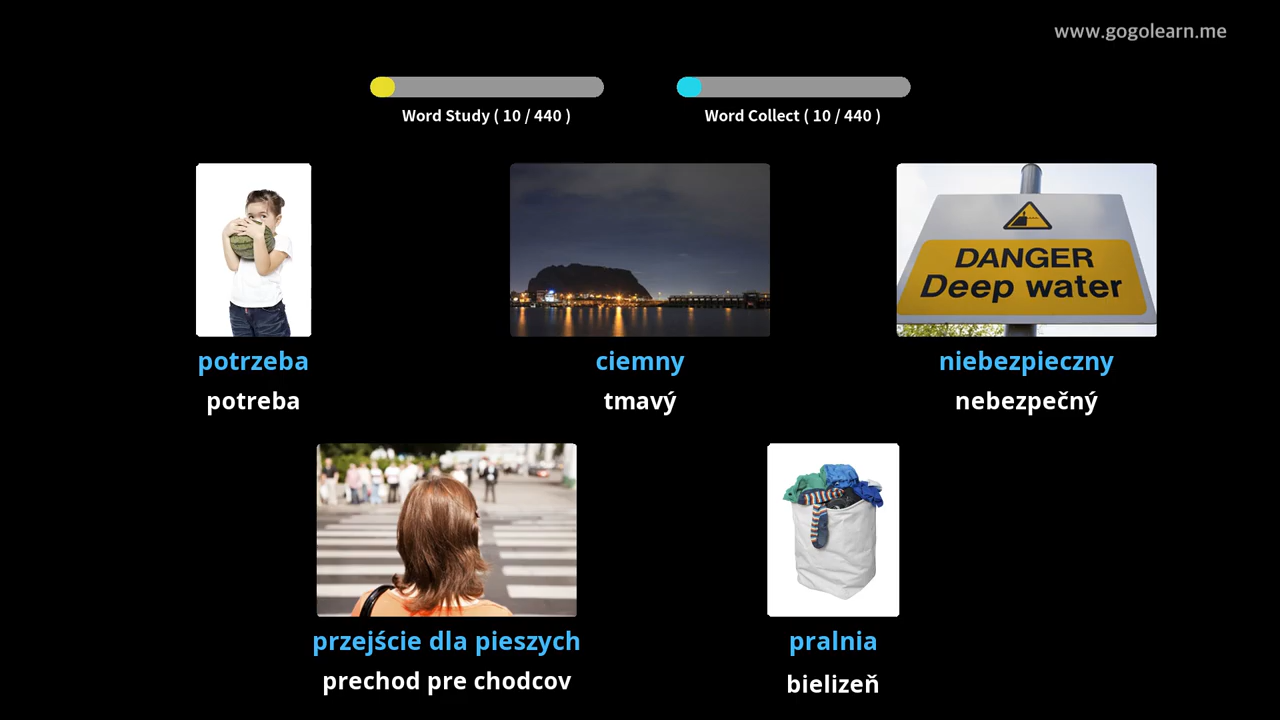 www.gogolearn.me
Word Study ( 10 / 440 )
Word Collect ( 10 / 440 )
DANGER
Deep water
potrzeba
potreba
ciemny
tmavý
niebezpieczny
nebezpečný
przejście dla pieszych
prechod pre chodcov
pralnia
bielizeň